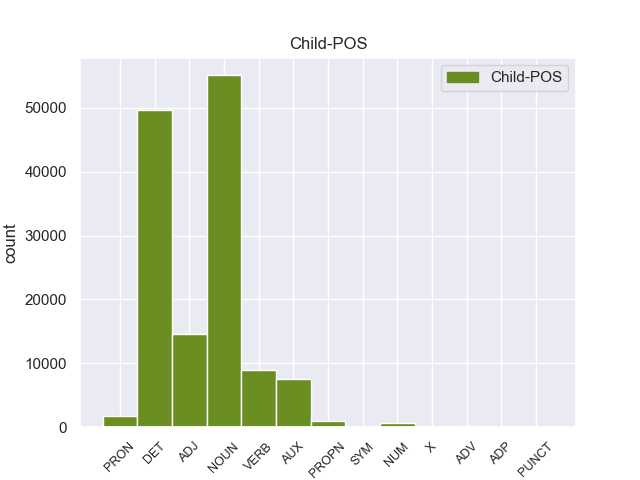 Child-POS
Child-POS
count
50000
40000
30000
20000
10000
0
PRON DET ADJ NOUN VERB AUX PROPN SYM NUM X ADV ADP PUNCT